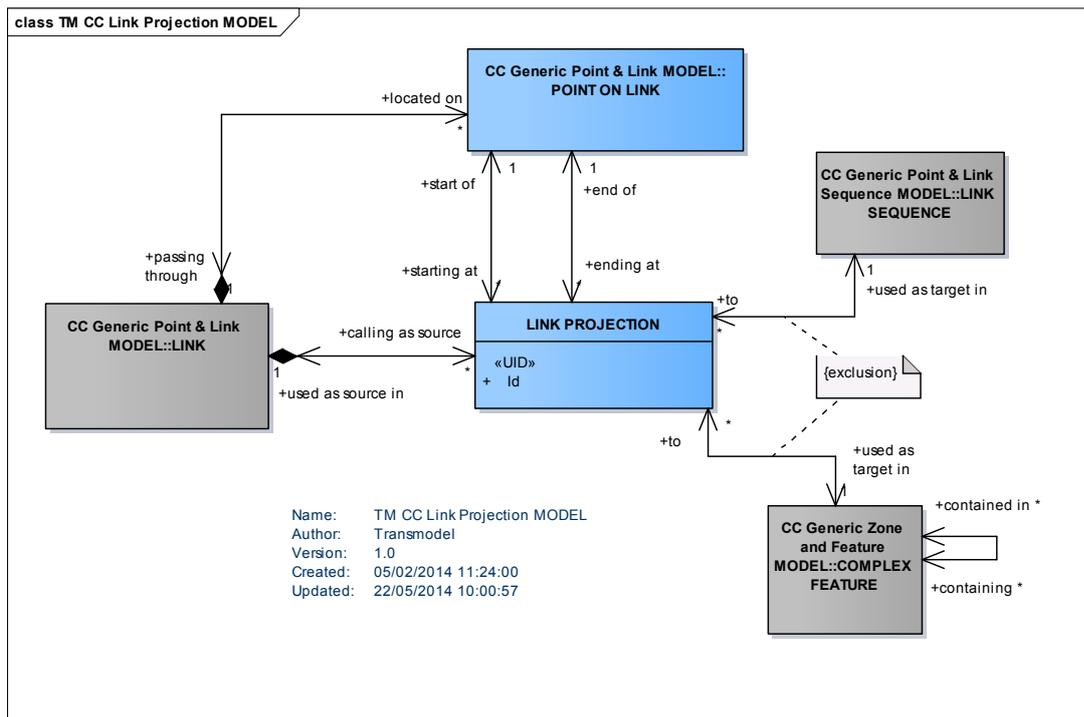 class TM CC Link Projection MODEL
CC Generic Point & Link MODEL::
POINT ON LINK
+located on
*
1
1
+start of
+end of
CC Generic Point & Link
Sequence MODEL::LINK
SEQUENCE
+passing
through
1
+starting at
*
+ending at
*
1
+used as target in
+to
*
CC Generic Point & Link
MODEL::LINK
+calling as source
*
1
+used as source in
LINK PROJECTION
«UID»
+ Id
{exclusion}
*
+to
+used as
target in
1
+contained in *
CC Generic Zone
and Feature
MODEL::COMPLEX
FEATURE
+containing *
Name: TM CC Link Projection MODEL
Author: Transmodel
Version: 1.0
Created: 05/02/2014 11:24:00
Updated: 22/05/2014 10:00:57